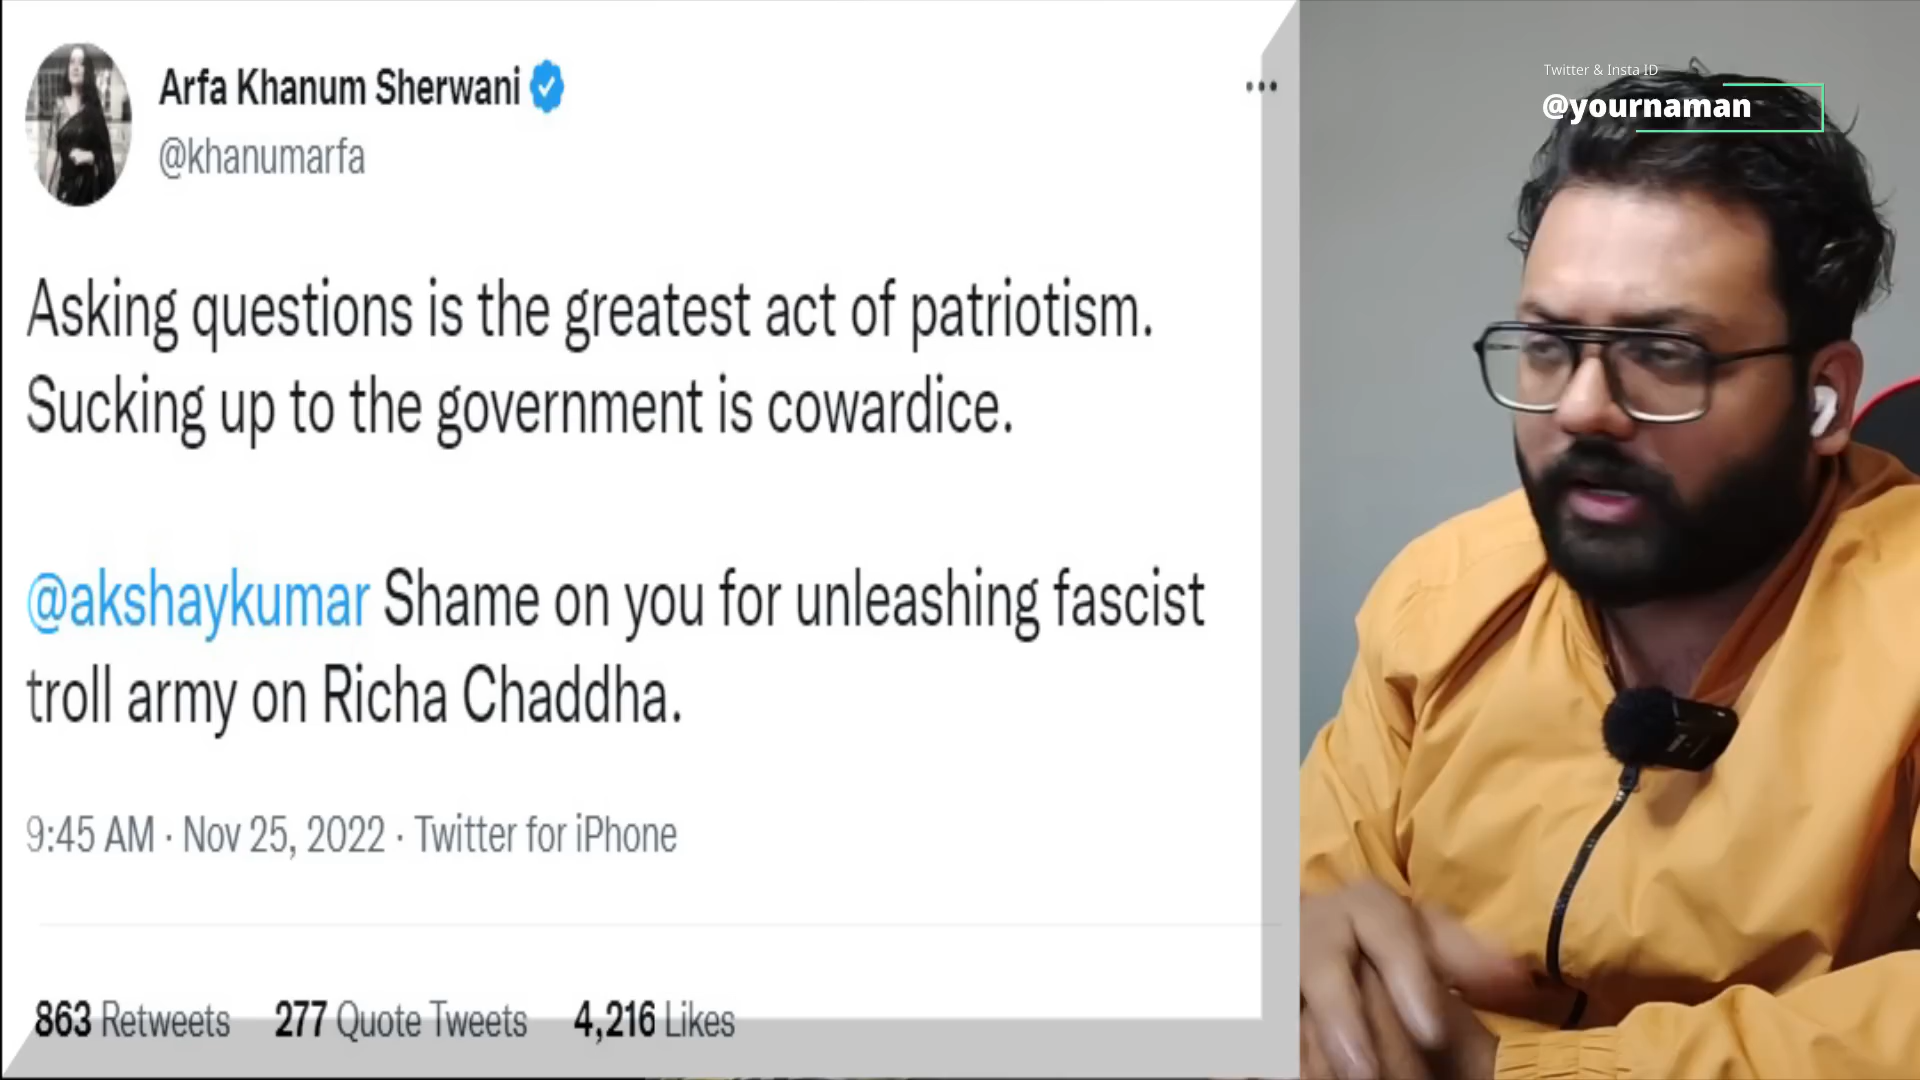 Arfa Khanum Sherwani
@khanumarfa
Twitter & Insta ID
@yournaman
Asking questions is the greatest act of patriotism.
Sucking up to the government is cowardice.
@akshaykumar Shame on you for unleashing fascist
troll army on Richa Chaddha.
9:45 AM · Nov 25, 2022 · Twitter for iPhone
863 Retweets 277 Quote Tweets 4,216 Likes